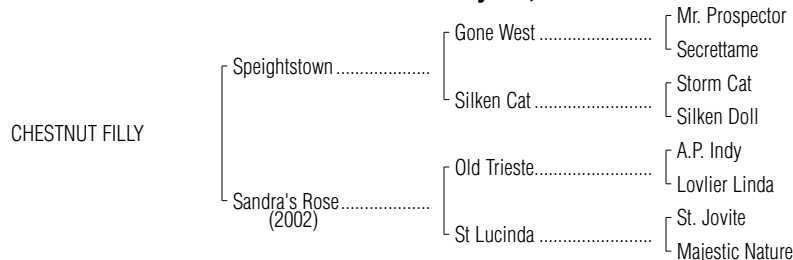 Mr. Prospector
Gone West ......................
Secrettame
Speightstown ...................
Storm Cat
Silken Cat ......................
Silken Doll
CHESTNUT FILLY
A.P. Indy
Old Trieste......................
Lovlier Linda
Sandra's Rose..................
(2002)
St. Jovite
St Lucinda ......................
Majestic Nature